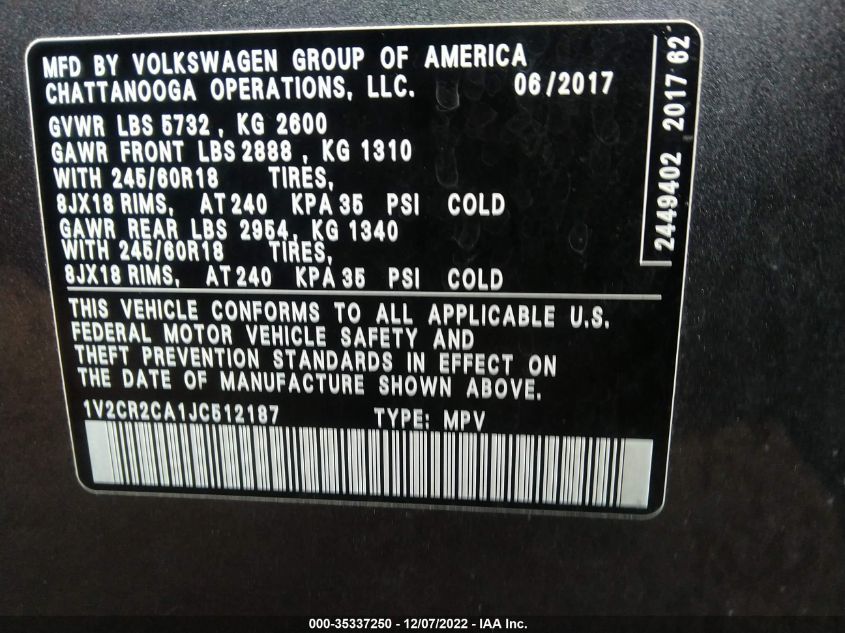 MFD BY VOLKSWAGEN GROUP OF AMERICA
CHATTANOOGA OPERATIONS, LLC. 06/2017
GVWR LBS 5732 , KG 2600
GAWR FRONT LBS 2888 , KG 1310
WITH 245/60R18 TIRES,
8JX18 RIMS, AT 240 KPA 35 PSI COLD
GAWR REAR LBS 2954, KG 1340
WITH 245/60R18 TIRES,
8JX18 RIMS, AT 240 KPA 35 PSI COLD
THIS VEHICLE CONFORMS TO ALL APPLICABLE U.S.
FEDERAL MOTOR VEHICLE SAFETY AND
THEFT PREVENTION STANDARDS IN EFFECT ON
THE DATE OF MANUFACTURE SHOWN ABOVE.
1V2CR2CA1JC512187 TYPE: MPV
2449402 2017 62
000-35337250 - 12/07/2022 - IAA Inc.